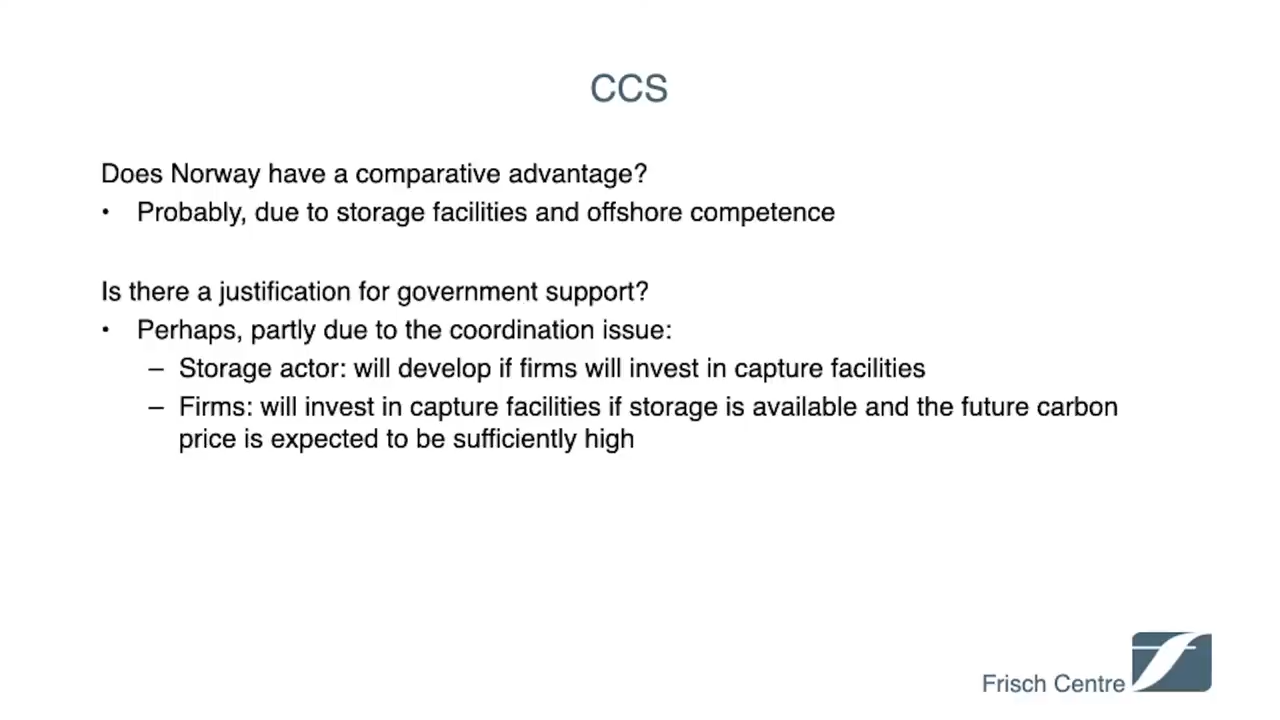 CCS
Does Norway have a comparative advantage?
• Probably, due to storage facilities and offshore competence
Is there a justification for government support?
• Perhaps, partly due to the coordination issue:
– Storage actor: will develop if firms will invest in capture facilities
– Firms: will invest in capture facilities if storage is available and the future carbon
price is expected to be sufficiently high
Frisch Centre